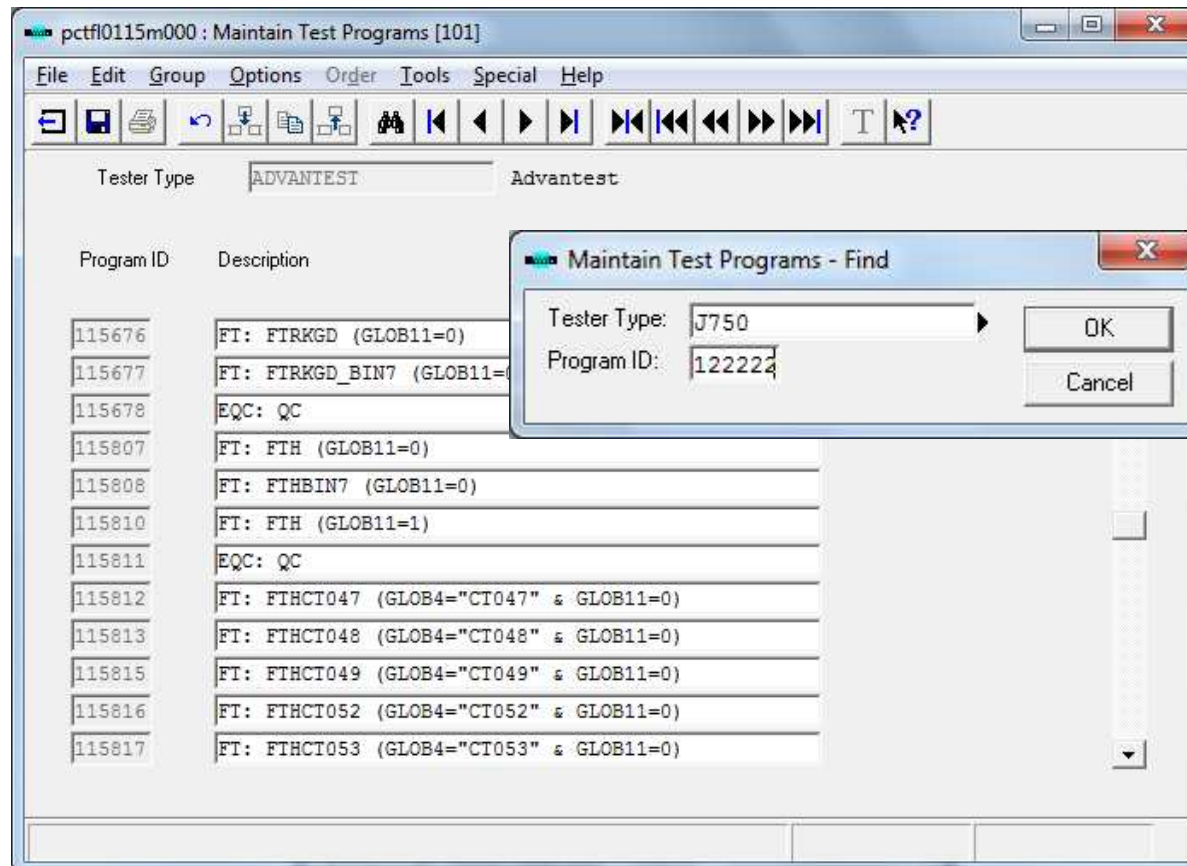 pctfl0115m000 : Maintain Test Programs [101]
File Edit Group Options Order Tools Special Help
T ?
Tester Type ADVANTEST Advantest
Program ID Description
Maintain Test Programs - Find
Tester Type: J750 OK
Program ID: 122222 Cancel
115676 FT: FTRKGD (GLOB11=0)
115677 FT: FTRKGD_BIN7 (GLOB11=
115678 EQC: QC
115807 FT: FTH (GLOB11=0)
115808 FT: FTHBIN7 (GLOB11=0)
115810 FT: FTH (GLOB11=1)
115811 EQC: QC
115812 FT: FTHCT047 (GLOB4="CT047" & GLOB11=0)
115813 FT: FTHCT048 (GLOB4="CT048" & GLOB11=0)
115815 FT: FTHCT049 (GLOB4="CT049" & GLOB11=0)
115816 FT: FTHCT052 (GLOB4="CT052" & GLOB11=0)
115817 FT: FTHCT053 (GLOB4="CT053" & GLOB11=0)